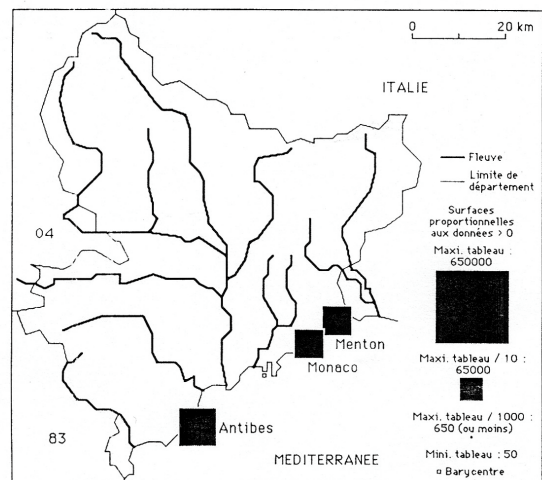 0 20 km
ITALIE
Fleuve
Limite de
département
Surfaces
proportionnelles
aux données > 0
Maxi. tableau :
650000
04
Menton
Monaco
Maxi. tableau / 10 :
65000
Maxi. tableau / 1000 :
650 (ou moins)
Antibes
83
Mini. tableau : 50
MEDITERRANEE
Barycentre